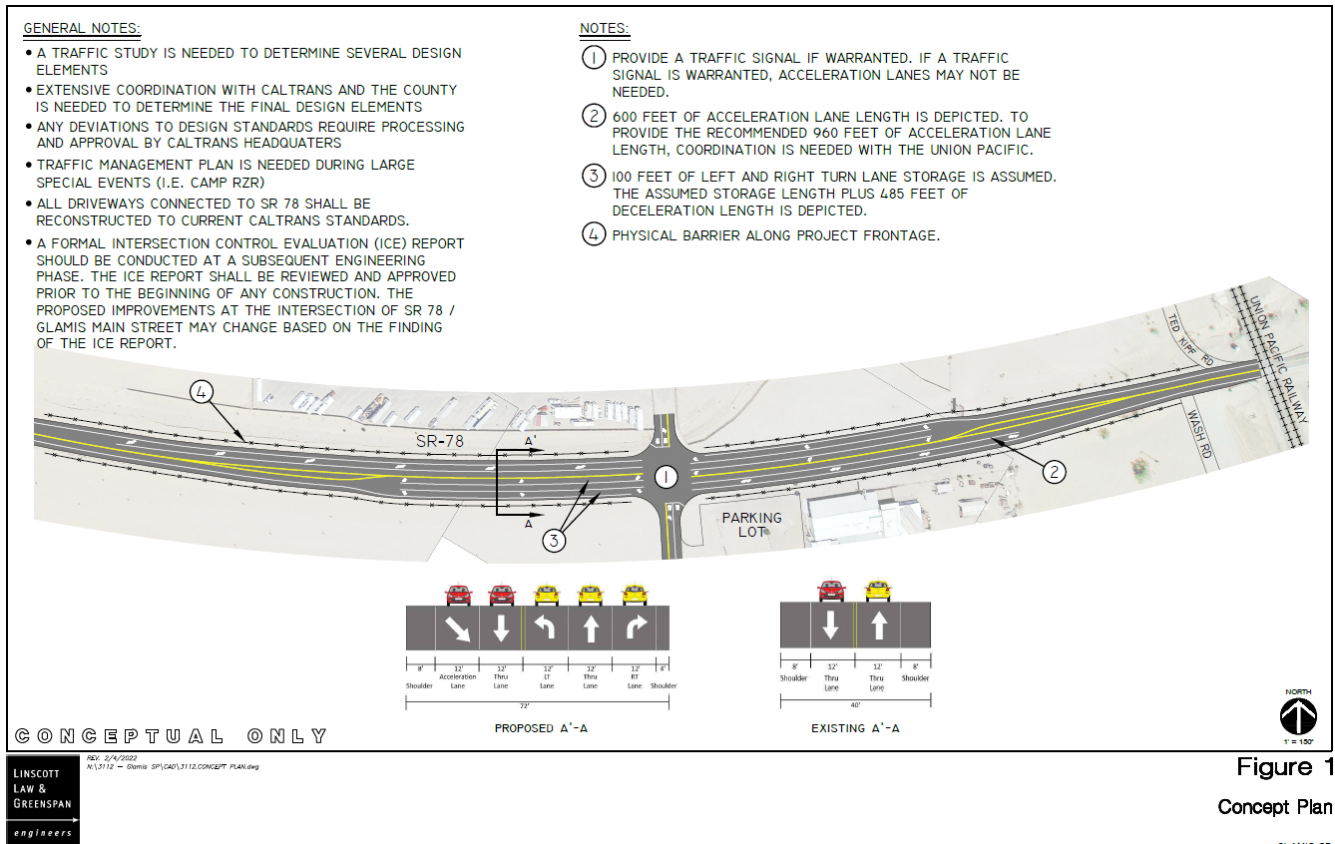 GENERAL NOTES:
• A TRAFFIC STUDY IS NEEDED TO DETERMINE SEVERAL DESIGN
ELEMENTS
• EXTENSIVE COORDINATION WITH CALTRANS AND THE COUNTY
IS NEEDED TO DETERMINE THE FINAL DESIGN ELEMENTS
• ANY DEVIATIONS TO DESIGN STANDARDS REQUIRE PROCESSING
AND APPROVAL BY CALTRANS HEADQUATERS
• TRAFFIC MANAGEMENT PLAN IS NEEDED DURING LARGE
SPECIAL EVENTS (I.E. CAMP RZR)
• ALL DRIVEWAYS CONNECTED TO SR 78 SHALL BE
RECONSTRUCTED TO CURRENT CALTRANS STANDARDS.
• A FORMAL INTERSECTION CONTROL EVALUATION (ICE) REPORT
SHOULD BE CONDUCTED AT A SUBSEQUENT ENGINEERING
PHASE. THE ICE REPORT SHALL BE REVIEWED AND APPROVED
PRIOR TO THE BEGINNING OF ANY CONSTRUCTION. THE
PROPOSED IMPROVEMENTS AT THE INTERSECTION OF SR 78 /
GLAMIS MAIN STREET MAY CHANGE BASED ON THE FINDING
OF THE ICE REPORT.
NOTES:
1 PROVIDE A TRAFFIC SIGNAL IF WARRANTED. IF A TRAFFIC
SIGNAL IS WARRANTED, ACCELERATION LANES MAY NOT BE
NEEDED.
2 600 FEET OF ACCELERATION LANE LENGTH IS DEPICTED. TO
PROVIDE THE RECOMMENDED 960 FEET OF ACCELERATION LANE
LENGTH, COORDINATION IS NEEDED WITH THE UNION PACIFIC.
3 100 FEET OF LEFT AND RIGHT TURN LANE STORAGE IS ASSUMED.
THE ASSUMED STORAGE LENGTH PLUS 485 FEET OF
DECELERATION LENGTH IS DEPICTED.
4 PHYSICAL BARRIER ALONG PROJECT FRONTAGE.
4
SR-78
A'
A
3
1
2
PARKING
LOT
TED KIPF RD
WASH RD
UNION PACIFIC RAILWAY
8' 12' 12' 12' 12' 12' 4'
Shoulder Acceleration Lane Thru Lane LT Lane Thru Lane RT Lane Shoulder
72'
PROPOSED A'-A
8' 12' 12' 8'
Shoulder Thru Lane Thru Lane Shoulder
40'
EXISTING A'-A
NORTH
1" = 150'
CONCEPTUAL ONLY
REV. 2/4/2022
N:\3112 - Glamis SP\CAD\3112.CONCEPT PLAN.dwg
LINSCOTT
LAW &
GREENSPAN
engineers
Figure 1
Concept Plan